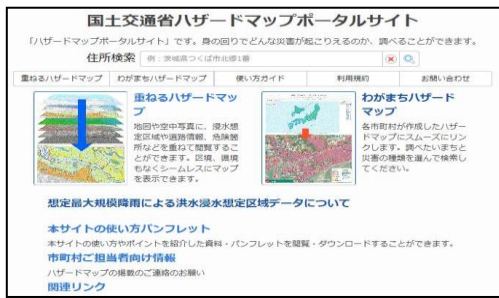 国土交通省ハザードマップポータルサイト
「ハザードマップポータルサイト」です。身の回りでどんな災害が起こりえるのか、調べることができます。
住所検索 例：茨城県つくば市北郷1番
重ねるハザードマップ わがまちハザードマップ 使い方ガイド 利用規約 お問い合わせ
重ねるハザードマッ
プ
地図や空中写真に、浸水想
定区域や道路情報、危険箇
所などを重ねて閲覧するこ
とができます。区境、県境
もなくシームレスにマップ
を表示できます。
わがまちハザード
マップ
各市町村が作成したハザー
ドマップにスムーズにリン
クします。調べたいまちと
災害の種類を選んで検索し
てください。
想定最大規模降雨による洪水浸水想定区域データについて
本サイトの使い方パンフレット
本サイトの使い方やポイントを紹介した資料・パンフレットを閲覧・ダウンロードすることができます。
市町村ご担当者向け情報
ハザードマップの掲載のご連絡のお願い
関連リンク